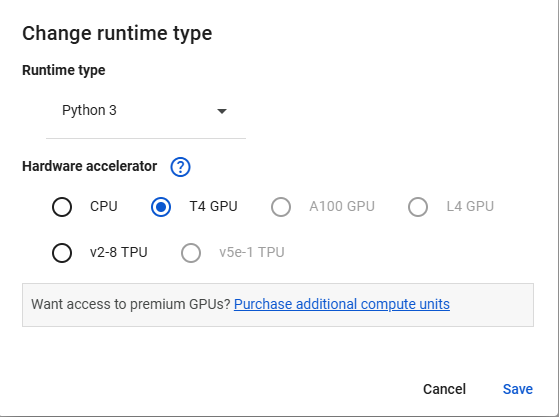 Change runtime type
Runtime type
Python 3
Hardware accelerator ?
CPU T4 GPU A100 GPU L4 GPU
v2-8 TPU v5e-1 TPU
Want access to premium GPUs? Purchase additional compute units
Cancel Save